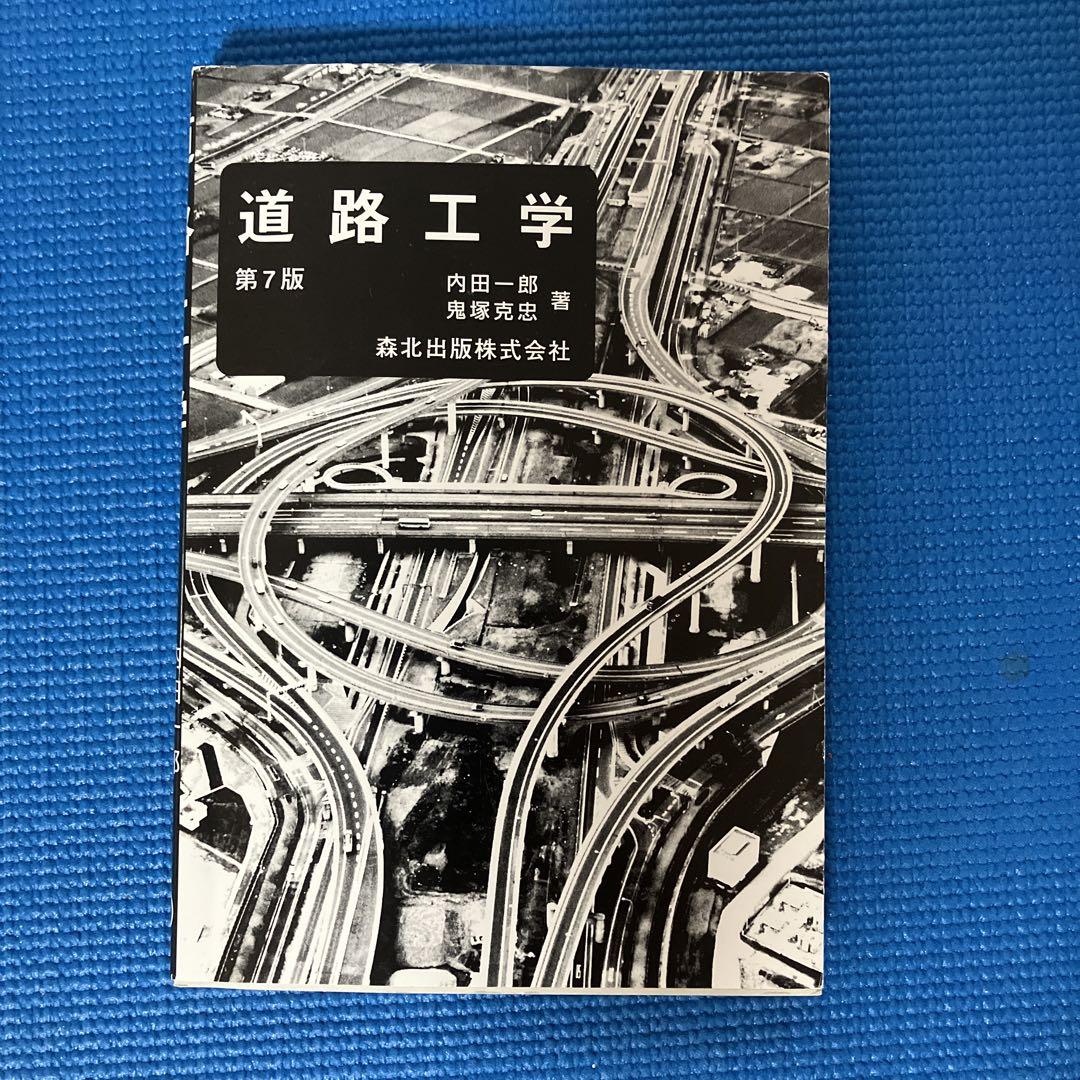 道路工学
第7版
内田一郎
鬼塚克忠
著
森北出版株式会社